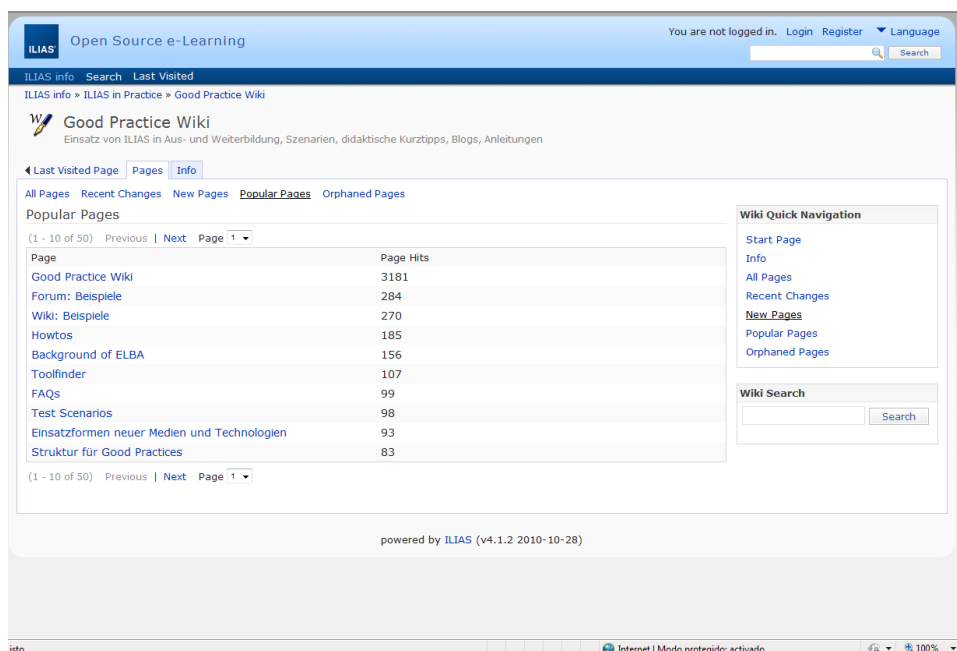 You are not logged in. Login Register Language
ILIAS
Open Source e-Learning
Search
ILIAS info Search Last Visited
ILIAS info » ILIAS in Practice » Good Practice Wiki
W
Good Practice Wiki
Einsatz von ILIAS in Aus- und Weiterbildung, Szenarien, didaktische Kurztipps, Blogs, Anleitungen
Last Visited Page Pages Info
All Pages Recent Changes New Pages Popular Pages Orphaned Pages
Popular Pages
(1 - 10 of 50) Previous | Next Page 1
Page Page Hits
Good Practice Wiki 3181
Forum: Beispiele 284
Wiki: Beispiele 270
Howtos 185
Background of ELBA 156
Toolfinder 107
FAQs 99
Test Scenarios 98
Einsatzformen neuer Medien und Technologien 93
Struktur für Good Practices 83
(1 - 10 of 50) Previous | Next Page 1
Wiki Quick Navigation
Start Page
Info
All Pages
Recent Changes
New Pages
Popular Pages
Orphaned Pages
Wiki Search
Search
powered by ILIAS (v4.1.2 2010-10-28)
isto Internet | Modo protegido: activado 100%